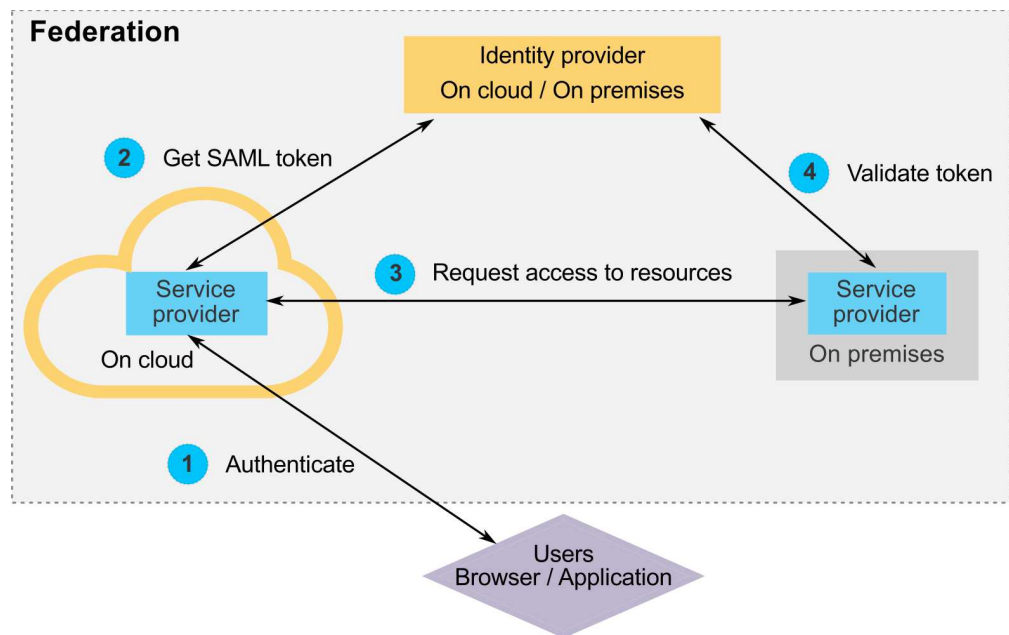 Federation
Identity provider
On cloud / On premises
2
Get SAML token
4
Validate token
3
Request access to resources
Service
provider
On cloud
Service
provider
On premises
1
Authenticate
Users
Browser / Application